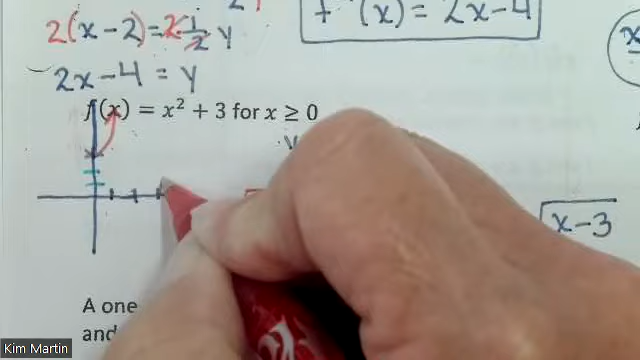 2(x-2)=2·1/2 y
f⁻¹(x) = 2x-4
2x-4 = y
f(x) = x² + 3 for x ≥ 0
y
x-3
A one
and
Kim Martin